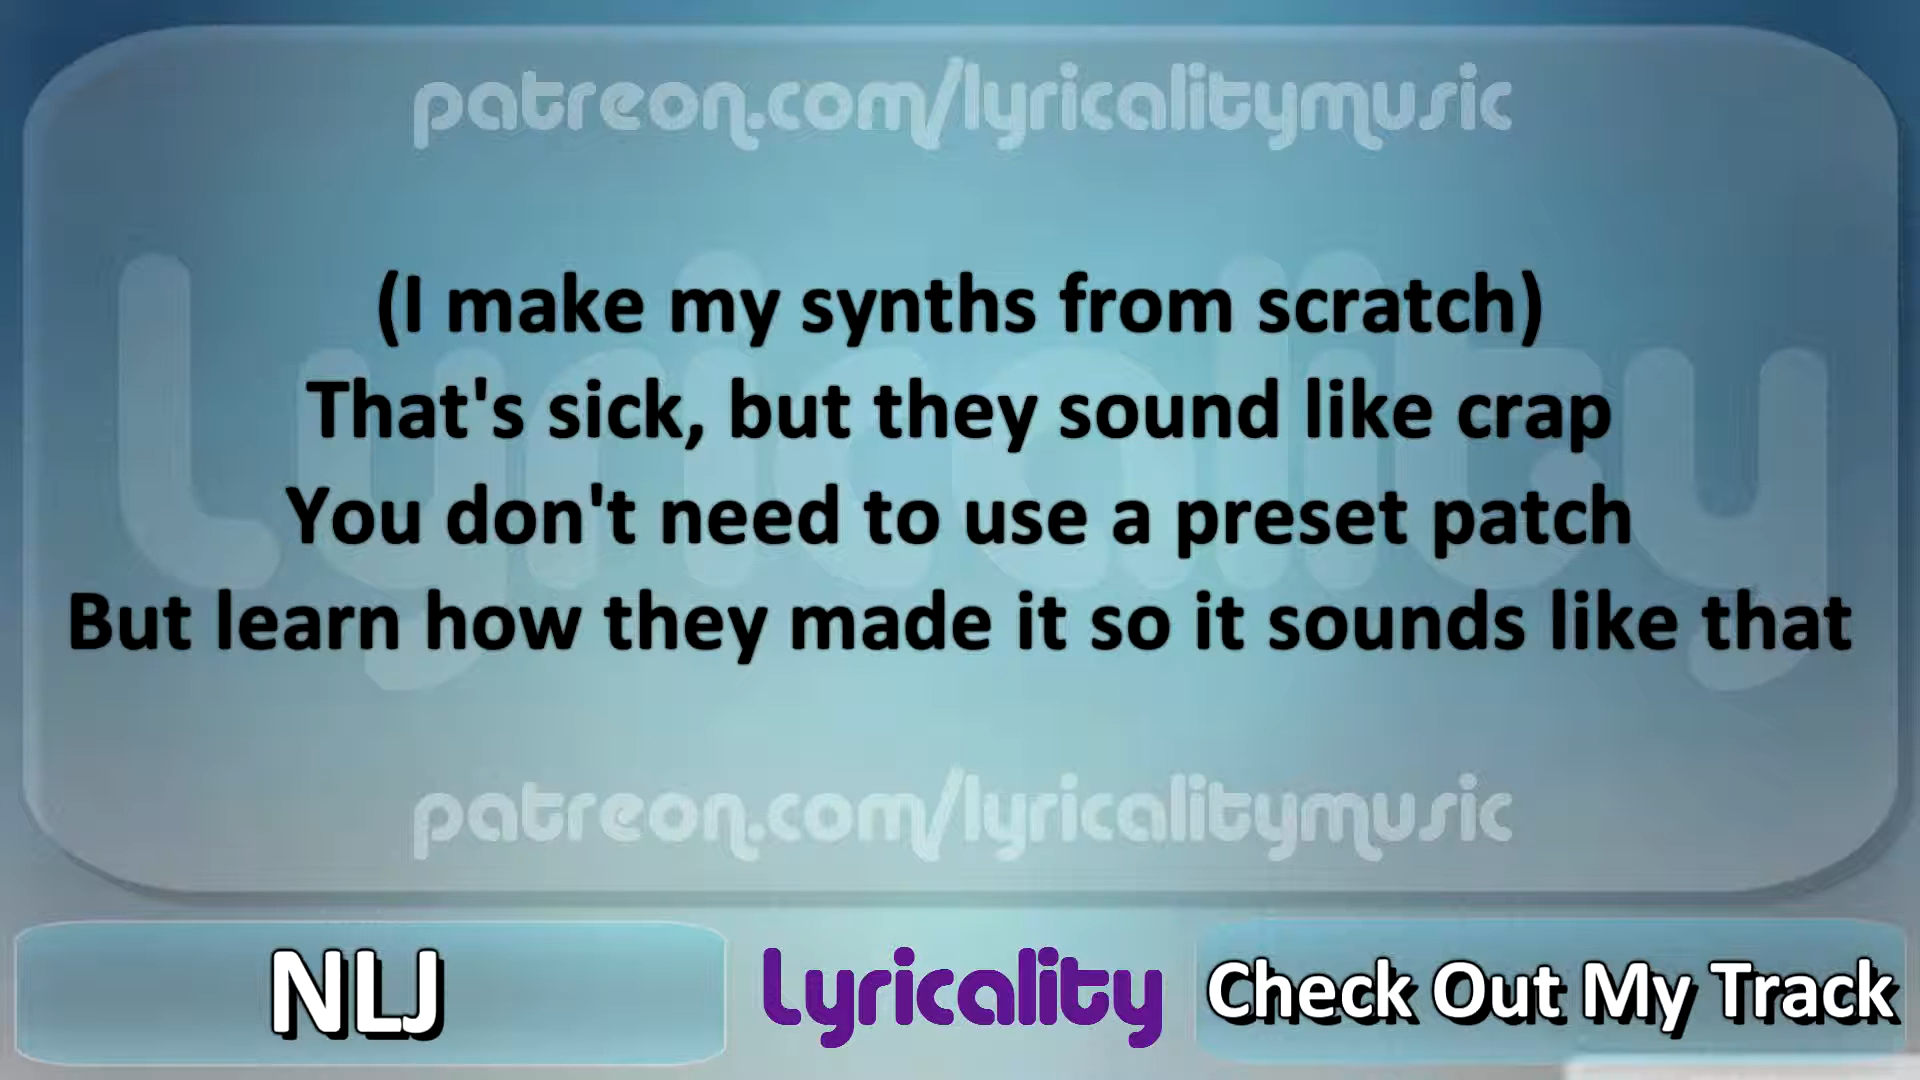 patreon.com/lyricalitymusic
Lyricality
(I make my synths from scratch)
That's sick, but they sound like crap
You don't need to use a preset patch
But learn how they made it so it sounds like that
patreon.com/lyricalitymusic
NLJ
Lyricality
Check Out My Track